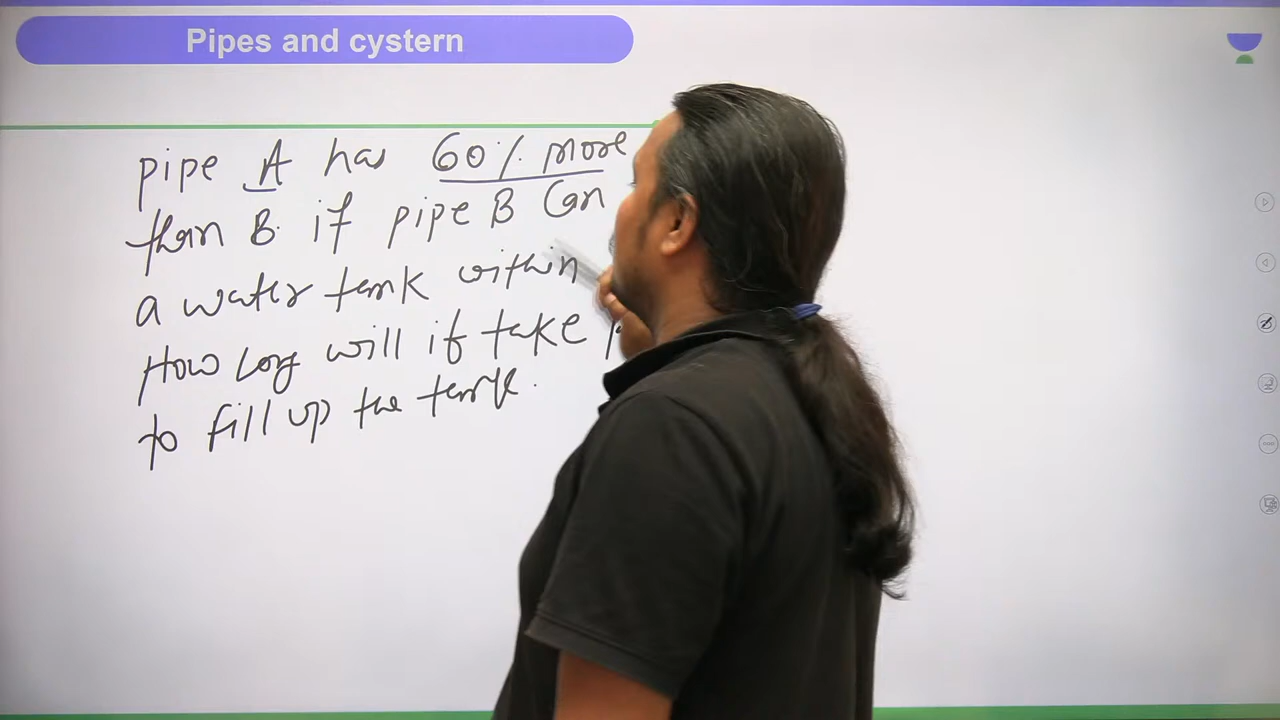 Pipes and cystern
pipe A has 60% more
than B. if pipe B Can
a water tank within
How long will it take
to fill up the tank.